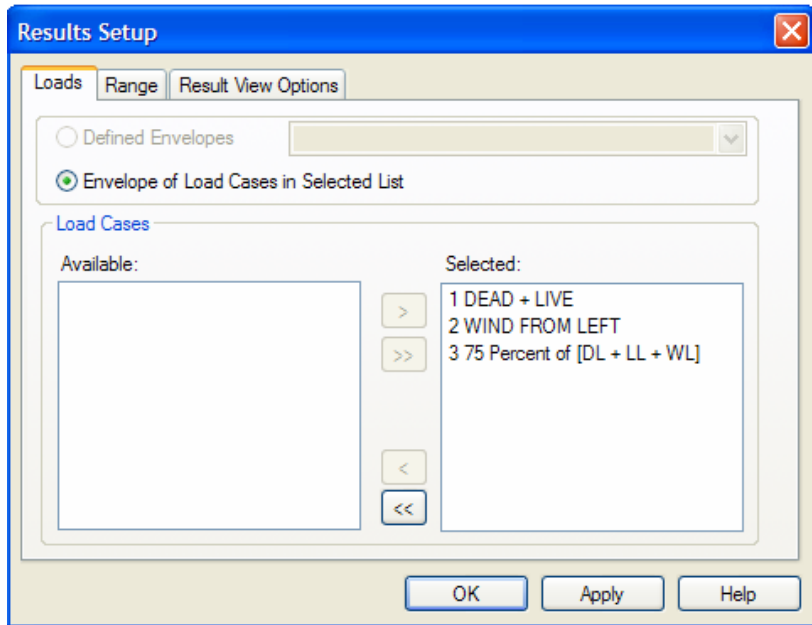 Results Setup
Loads Range Result View Options
Defined Envelopes
Envelope of Load Cases in Selected List
Load Cases
Available: Selected:
1 DEAD + LIVE
2 WIND FROM LEFT
3 75 Percent of [DL + LL + WL]
>
>>
<
<<
OK Apply Help